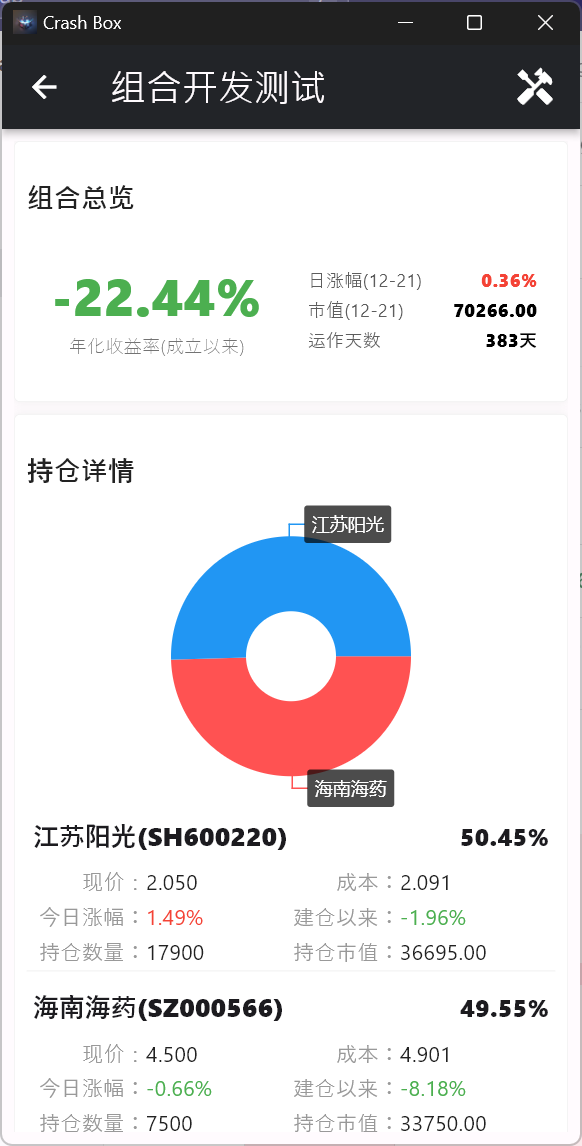 Crash Box
组合开发测试
组合总览
-22.44%
年化收益率(成立以来)
日涨幅(12-21) 0.36%
市值(12-21) 70266.00
运作天数 383天
持仓详情
江苏阳光
海南海药
江苏阳光(SH600220) 50.45%
现价：2.050 成本：2.091
今日涨幅：1.49% 建仓以来：-1.96%
持仓数量：17900 持仓市值：36695.00
海南海药(SZ000566) 49.55%
现价：4.500 成本：4.901
今日涨幅：-0.66% 建仓以来：-8.18%
持仓数量：7500 持仓市值：33750.00